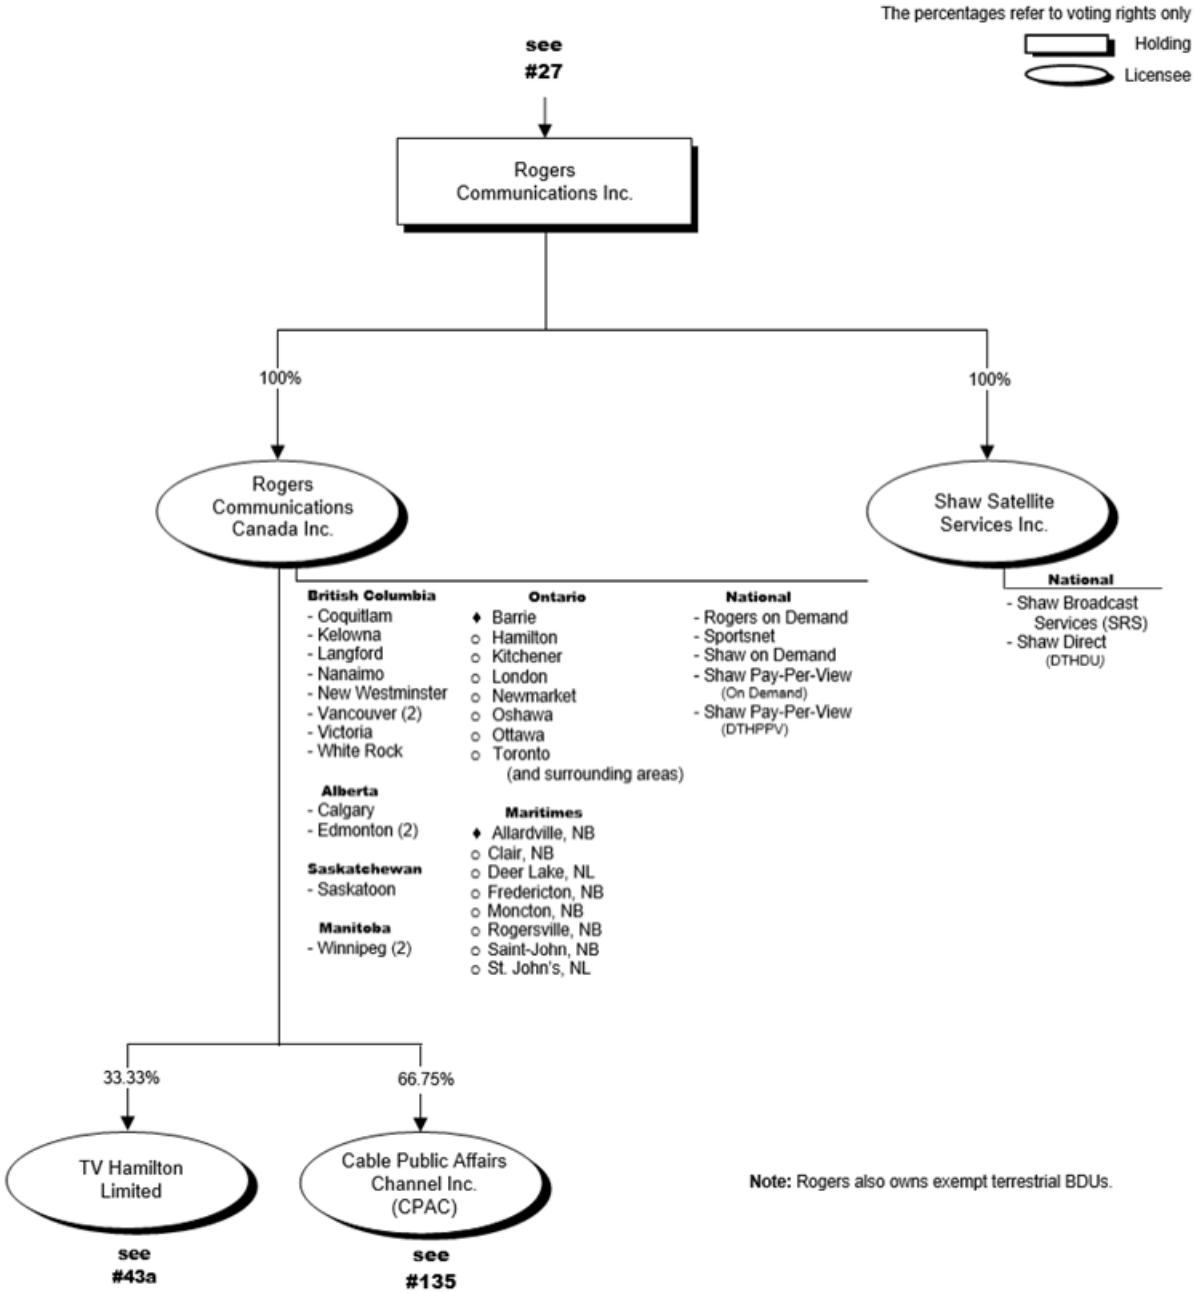 The percentages refer to voting rights only
Holding
Licensee
see
#27
Rogers
Communications Inc.
100%
100%
Rogers
Communications
Canada Inc.
Shaw Satellite
Services Inc.
British Columbia
- Coquitlam
- Kelowna
- Langford
- Nanaimo
- New Westminster
- Vancouver (2)
- Victoria
- White Rock
Alberta
- Calgary
- Edmonton (2)
Saskatchewan
- Saskatoon
Manitoba
- Winnipeg (2)
Ontario
♦ Barrie
o Hamilton
o Kitchener
o London
o Newmarket
o Oshawa
o Ottawa
o Toronto
(and surrounding areas)
Maritimes
♦ Allardville, NB
o Clair, NB
o Deer Lake, NL
o Fredericton, NB
o Moncton, NB
o Rogersville, NB
o Saint-John, NB
o St. John's, NL
National
- Rogers on Demand
- Sportsnet
- Shaw on Demand
- Shaw Pay-Per-View
(On Demand)
- Shaw Pay-Per-View
(DTHPPV)
National
- Shaw Broadcast
Services (SRS)
- Shaw Direct
(DTHDU)
33.33%
66.75%
TV Hamilton
Limited
Cable Public Affairs
Channel Inc.
(CPAC)
see
#43a
see
#135
Note: Rogers also owns exempt terrestrial BDUs.